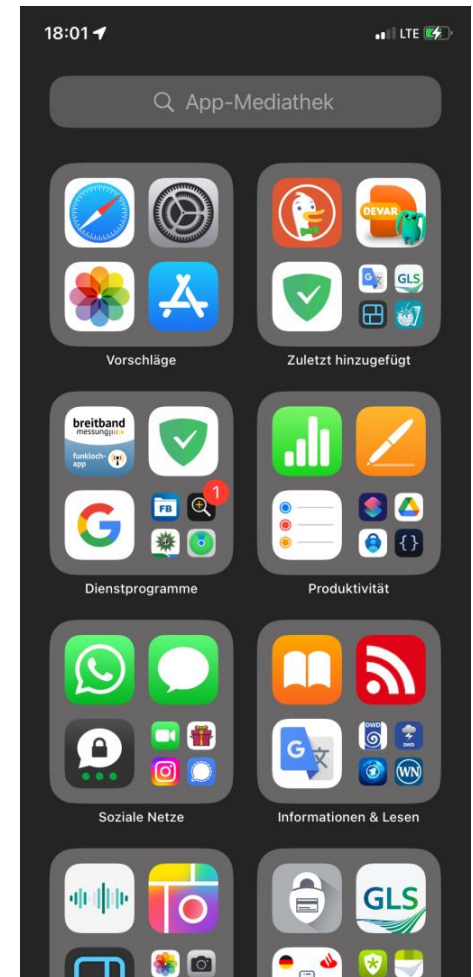 18:01
LTE
App-Mediathek
DEVAR
GLS
Vorschläge
Zuletzt hinzugefügt
breitband
messung
funkloch-
app
G
FB
1
Dienstprogramme
Produktivität
G
DWD
DWD
WN
Soziale Netze
Informationen & Lesen
GLS